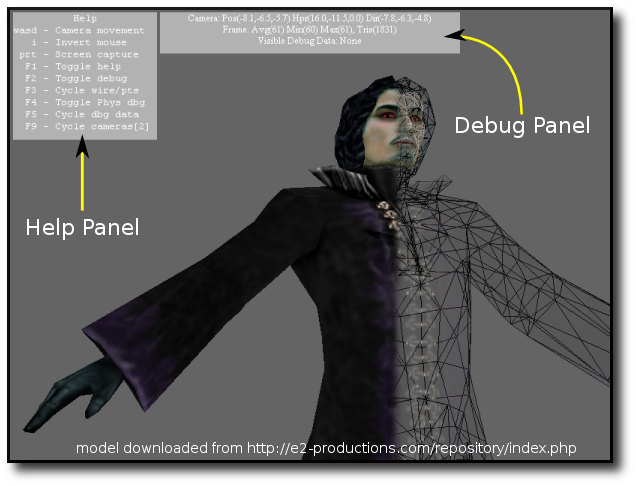 Help
wasd - Camera movement
i - Invert mouse
prt - Screen capture
F1 - Toggle help
F2 - Toggle debug
F3 - Cycle wire/pts
F4 - Toggle Phys dbg
F5 - Cycle dbg data
F9 - Cycle cameras[2]
Camera: Pos(-8.1,-6.5,-5.7) Hpr(16.0,-11.5,0.0) Dir(-7.8,-6.3,-4.8)
Frame: Avg(61) Min(60) Max(61), Tris(1831)
Visible Debug Data: None
Debug Panel
Help Panel
model downloaded from http://e2-productions.com/repository/index.php